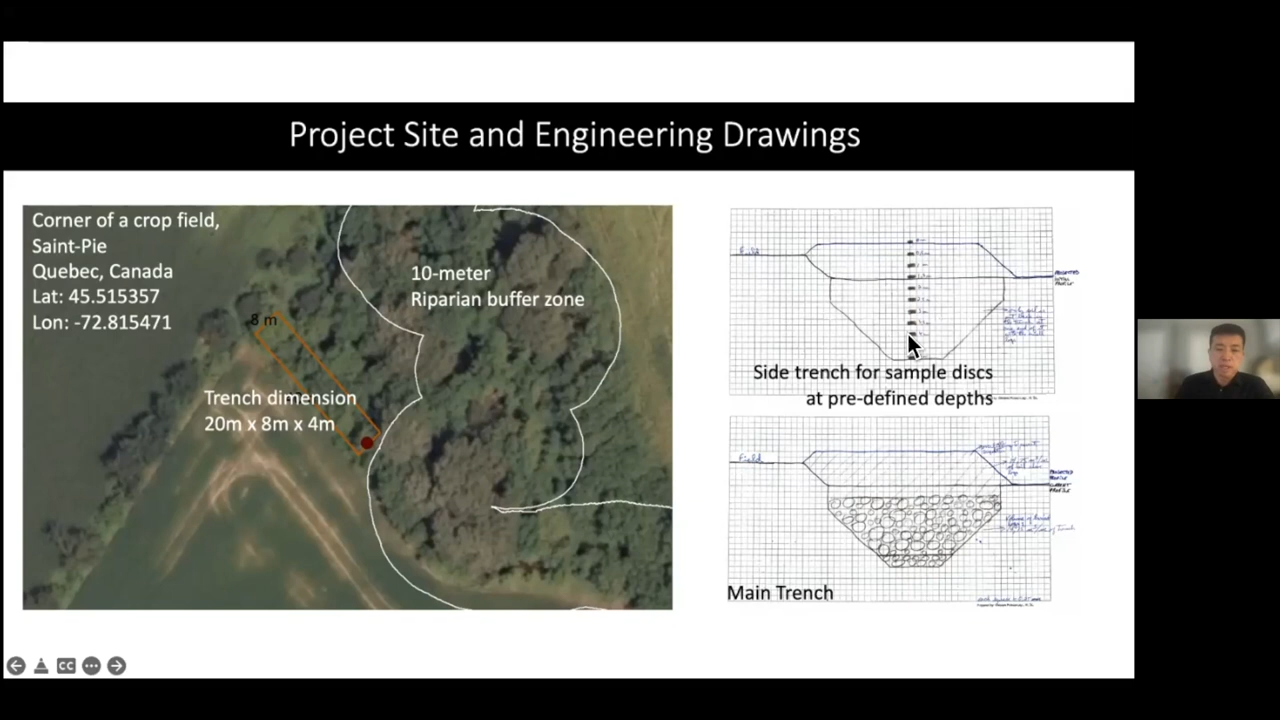 Project Site and Engineering Drawings
Corner of a crop field,
Saint-Pie
Quebec, Canada
Lat: 45.515357
Lon: -72.815471
8 m
Trench dimension
20m x 8m x 4m
10-meter
Riparian buffer zone
Field
Side trench for sample discs
at pre-defined depths
Field
Main Trench
CC